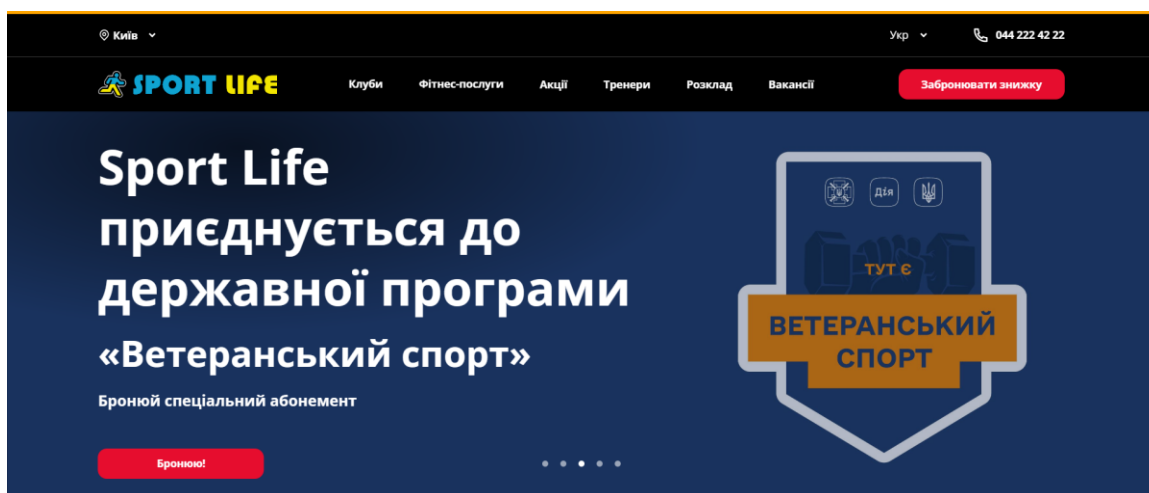 Київ
Укр
044 222 42 22
SPORT LIFE
Клуби
Фітнес-послуги
Акції
Тренери
Розклад
Вакансії
Забронювати знижку
Sport Life
приєднується до
державної програми
«Ветеранський спорт»
Бронюй спеціальний абонемент
Бронюю!
Дія
ТУТ Є
ВЕТЕРАНСЬКИЙ
СПОРТ